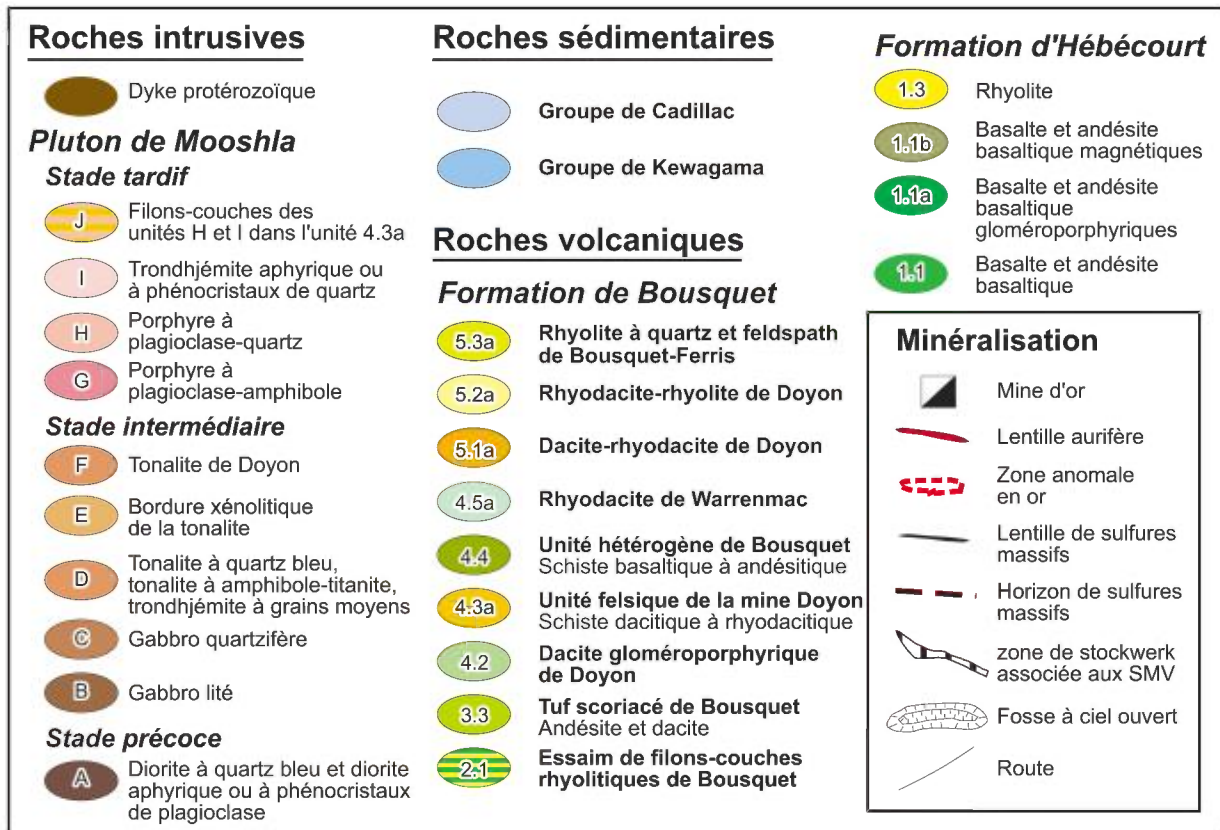 Roches intrusives
Dyke protérozoïque
Pluton de Mooshla
Stade tardif
J
Filons-couches des
unités H et I dans l'unité 4.3a
I
Trondhjémite aphyrique ou
à phénocristaux de quartz
H
Porphyre à
plagioclase-quartz
G
Porphyre à
plagioclase-amphibole
Stade intermédiaire
F
Tonalite de Doyon
E
Bordure xénolitique
de la tonalite
D
Tonalite à quartz bleu,
tonalite à amphibole-titanite,
trondhjémite à grains moyens
C
Gabbro quartzifère
B
Gabbro lité
Stade précoce
A
Diorite à quartz bleu et diorite
aphyrique ou à phénocristaux
de plagioclase
Roches sédimentaires
Groupe de Cadillac
Groupe de Kewagama
Roches volcaniques
Formation de Bousquet
5.3a
Rhyolite à quartz et feldspath
de Bousquet-Ferris
5.2a
Rhyodacite-rhyolite de Doyon
5.1a
Dacite-rhyodacite de Doyon
4.5a
Rhyodacite de Warrenmac
4.4
Unité hétérogène de Bousquet
Schiste basaltique à andésitique
4.3a
Unité felsique de la mine Doyon
Schiste dacitique à rhyodacitique
4.2
Dacite gloméroporphyrique
de Doyon
3.3
Tuf scoriacé de Bousquet
Andésite et dacite
2.1
Essaim de filons-couches
rhyolitiques de Bousquet
Formation d'Hébécourt
1.3
Rhyolite
1.1b
Basalte et andésite
basaltique magnétiques
1.1a
Basalte et andésite
basaltique
gloméroporphyriques
1.1
Basalte et andésite
basaltique
Minéralisation
Mine d'or
Lentille aurifère
Zone anomale
en or
Lentille de sulfures
massifs
Horizon de sulfures
massifs
zone de stockwerk
associée aux SMV
Fosse à ciel ouvert
Route